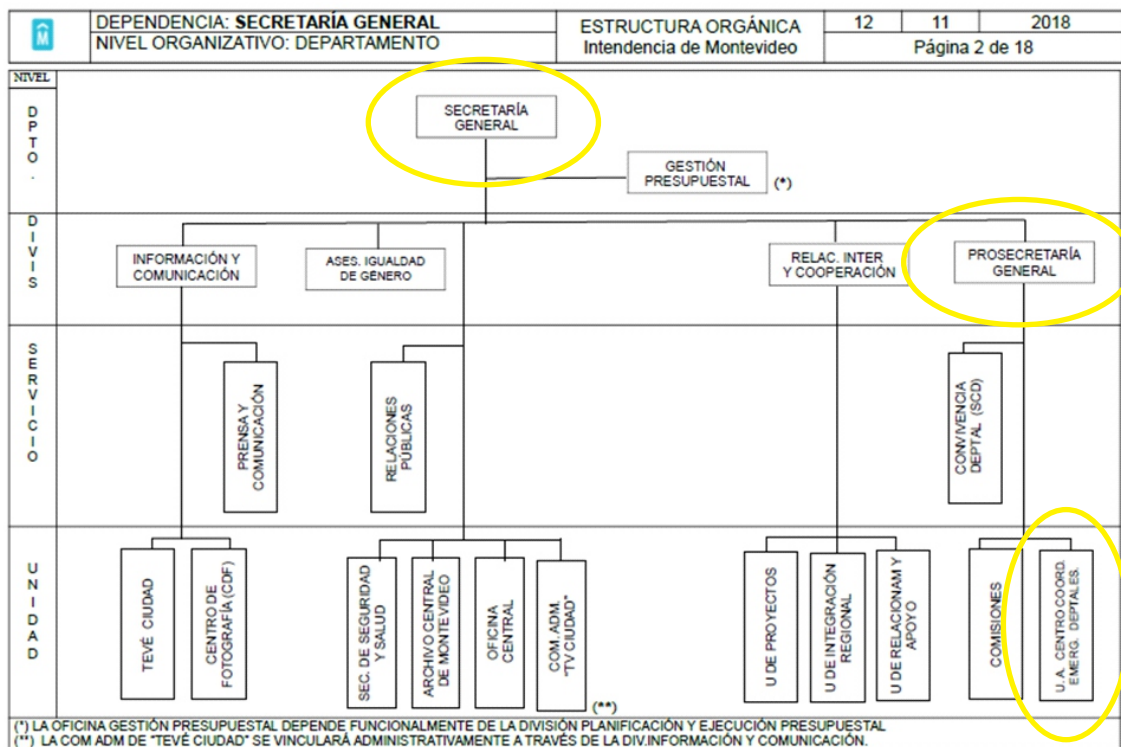 DEPENDENCIA: SECRETARÍA GENERAL
NIVEL ORGANIZATIVO: DEPARTAMENTO
ESTRUCTURA ORGÁNICA
Intendencia de Montevideo
12 11 2018
Página 2 de 18
NIVEL
DPTO.
SECRETARÍA
GENERAL
GESTIÓN
PRESUPUESTAL (*)
DIVIS
INFORMACIÓN Y
COMUNICACIÓN
ASES. IGUALDAD
DE GÉNERO
RELAC. INTER
Y COOPERACIÓN
PROSECRETARÍA
GENERAL
SERVICIO
PRENSA Y
COMUNICACIÓN
RELACIONES
PÚBLICAS
CONVIVENCIA
DEPTAL (SCD)
UNIDAD
TEVÉ CIUDAD
CENTRO DE
FOTOGRAFÍA (CDF)
SEC. DE SEGURIDAD
Y SALUD
ARCHIVO CENTRAL
DE MONTEVIDEO
OFICINA
CENTRAL
COM. ADM.
"TV CIUDAD"
(**)
U DE PROYECTOS
U DE INTEGRACIÓN
REGIONAL
U DE RELACIONAM Y
APOYO
COMISIONES
U.A. CENTRO COORD.
EMERG. DEPTALES.
(*) LA OFICINA GESTIÓN PRESUPUESTAL DEPENDE FUNCIONALMENTE DE LA DIVISIÓN PLANIFICACIÓN Y EJECUCIÓN PRESUPUESTAL
(**) LA COM ADM DE "TEVÉ CIUDAD" SE VINCULARÁ ADMINISTRATIVAMENTE A TRAVÉS DE LA DIV.INFORMACIÓN Y COMUNICACIÓN.
M